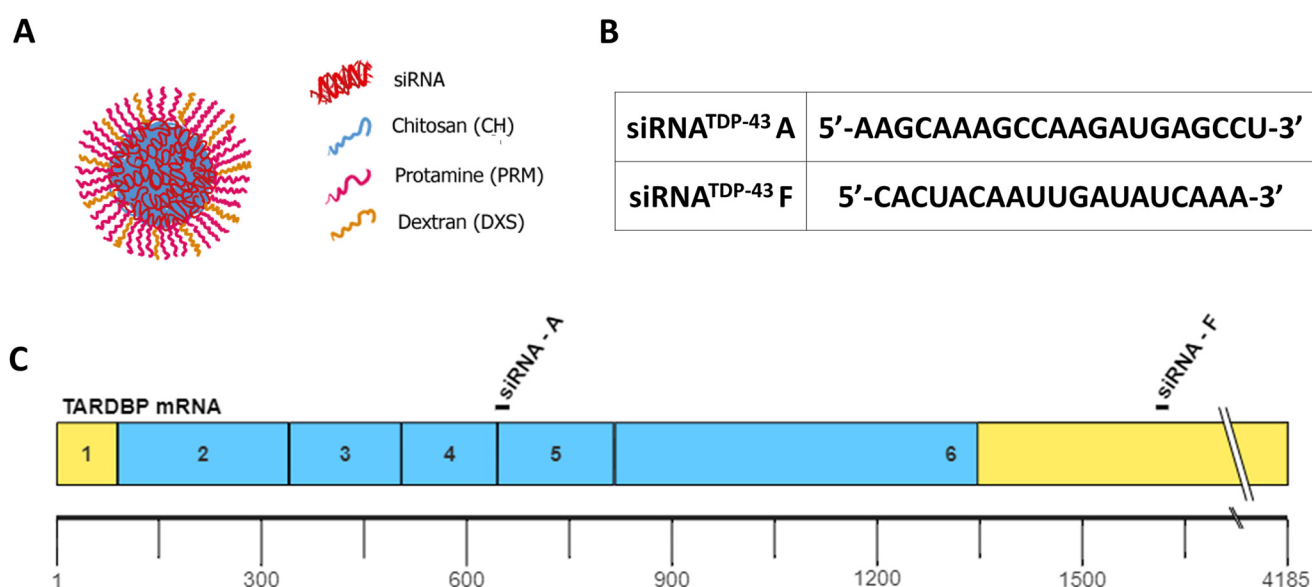 A
siRNA
Chitosan (CH)
Protamine (PRM)
Dextran (DXS)
B
siRNATDP-43 A 5’-AAGCAAAGCCAAGAUGAGCCU-3’
siRNATDP-43 F 5’-CACUACAAUUGAUAUCAAA-3’
C
siRNA - A
siRNA - F
TARDBP mRNA
1 2 3 4 5 6
1 300 600 900 1200 1500 4185